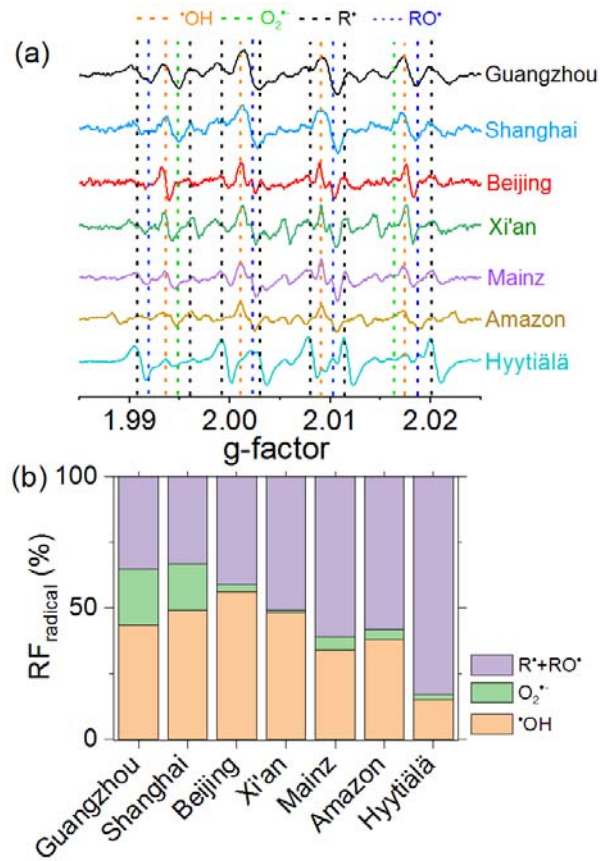 •OH O₂•⁻ R• RO•
(a)
Guangzhou
Shanghai
Beijing
Xi'an
Mainz
Amazon
Hyytiälä
1.99 2.00 2.01 2.02
g-factor
(b)
100
50
0
RFradical (%)
R•+RO•
O₂•⁻
•OH
Guangzhou Shanghai Beijing Xi'an Mainz Amazon Hyytiälä